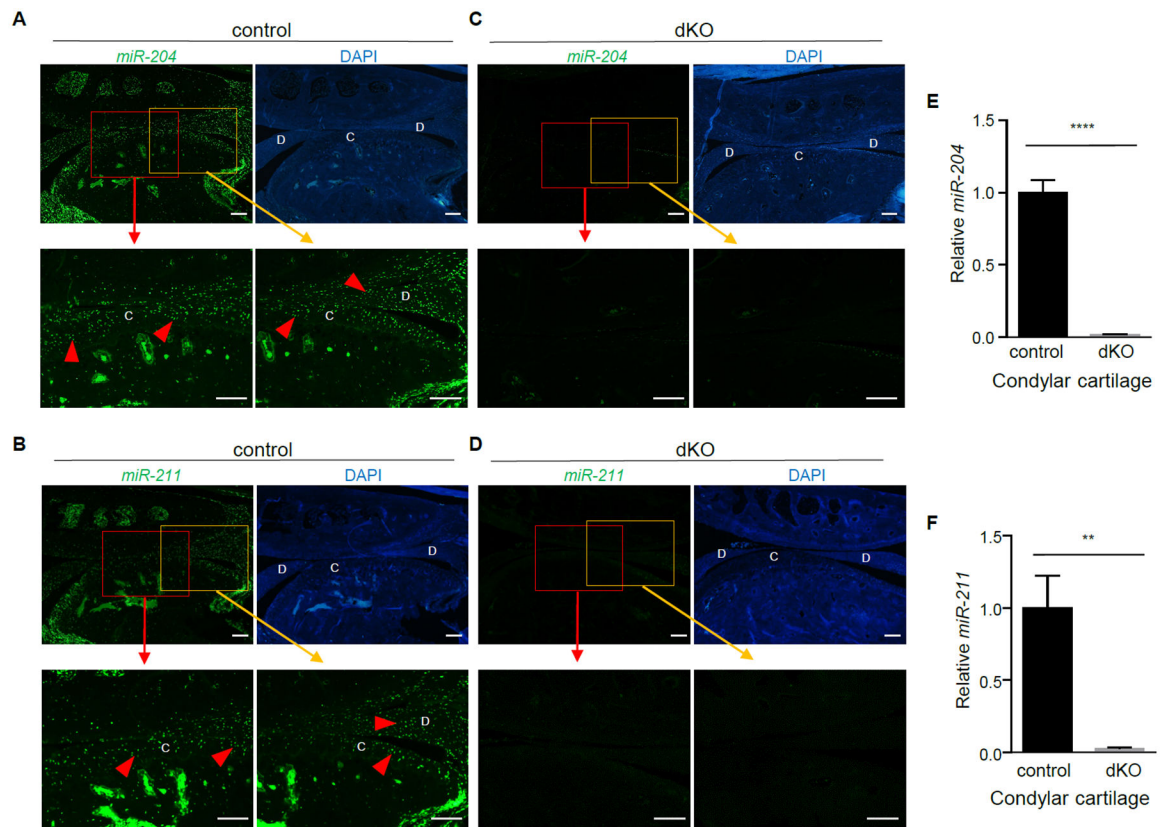 A
control
miR-204
DAPI
D
C
D
C
C
D
C
dKO
miR-204
DAPI
D
C
D
E
Relative miR-204
1.5
1.0
0.5
0.0
****
control
dKO
Condylar cartilage
B
control
miR-211
DAPI
D
C
D
C
C
D
D
dKO
miR-211
DAPI
D
C
D
F
Relative miR-211
1.5
1.0
0.5
0.0
**
control
dKO
Condylar cartilage